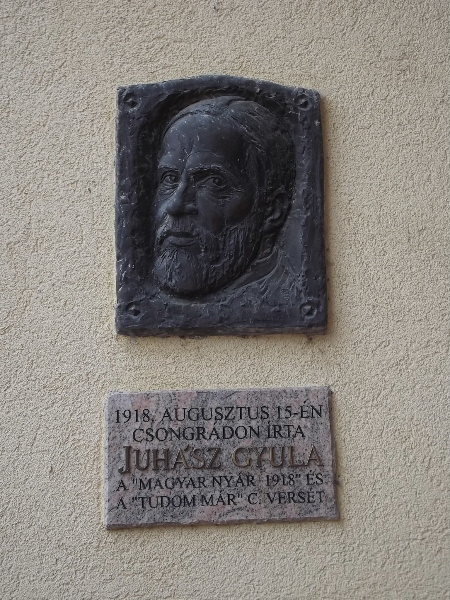 1918. AUGUSZTUS 15-ÉN
CSONGRÁDON ÍRTA
JUHÁSZ GYULA
A "MAGYAR NYÁR 1918" ÉS
A "TUDOM MÁR" C. VERSÉT